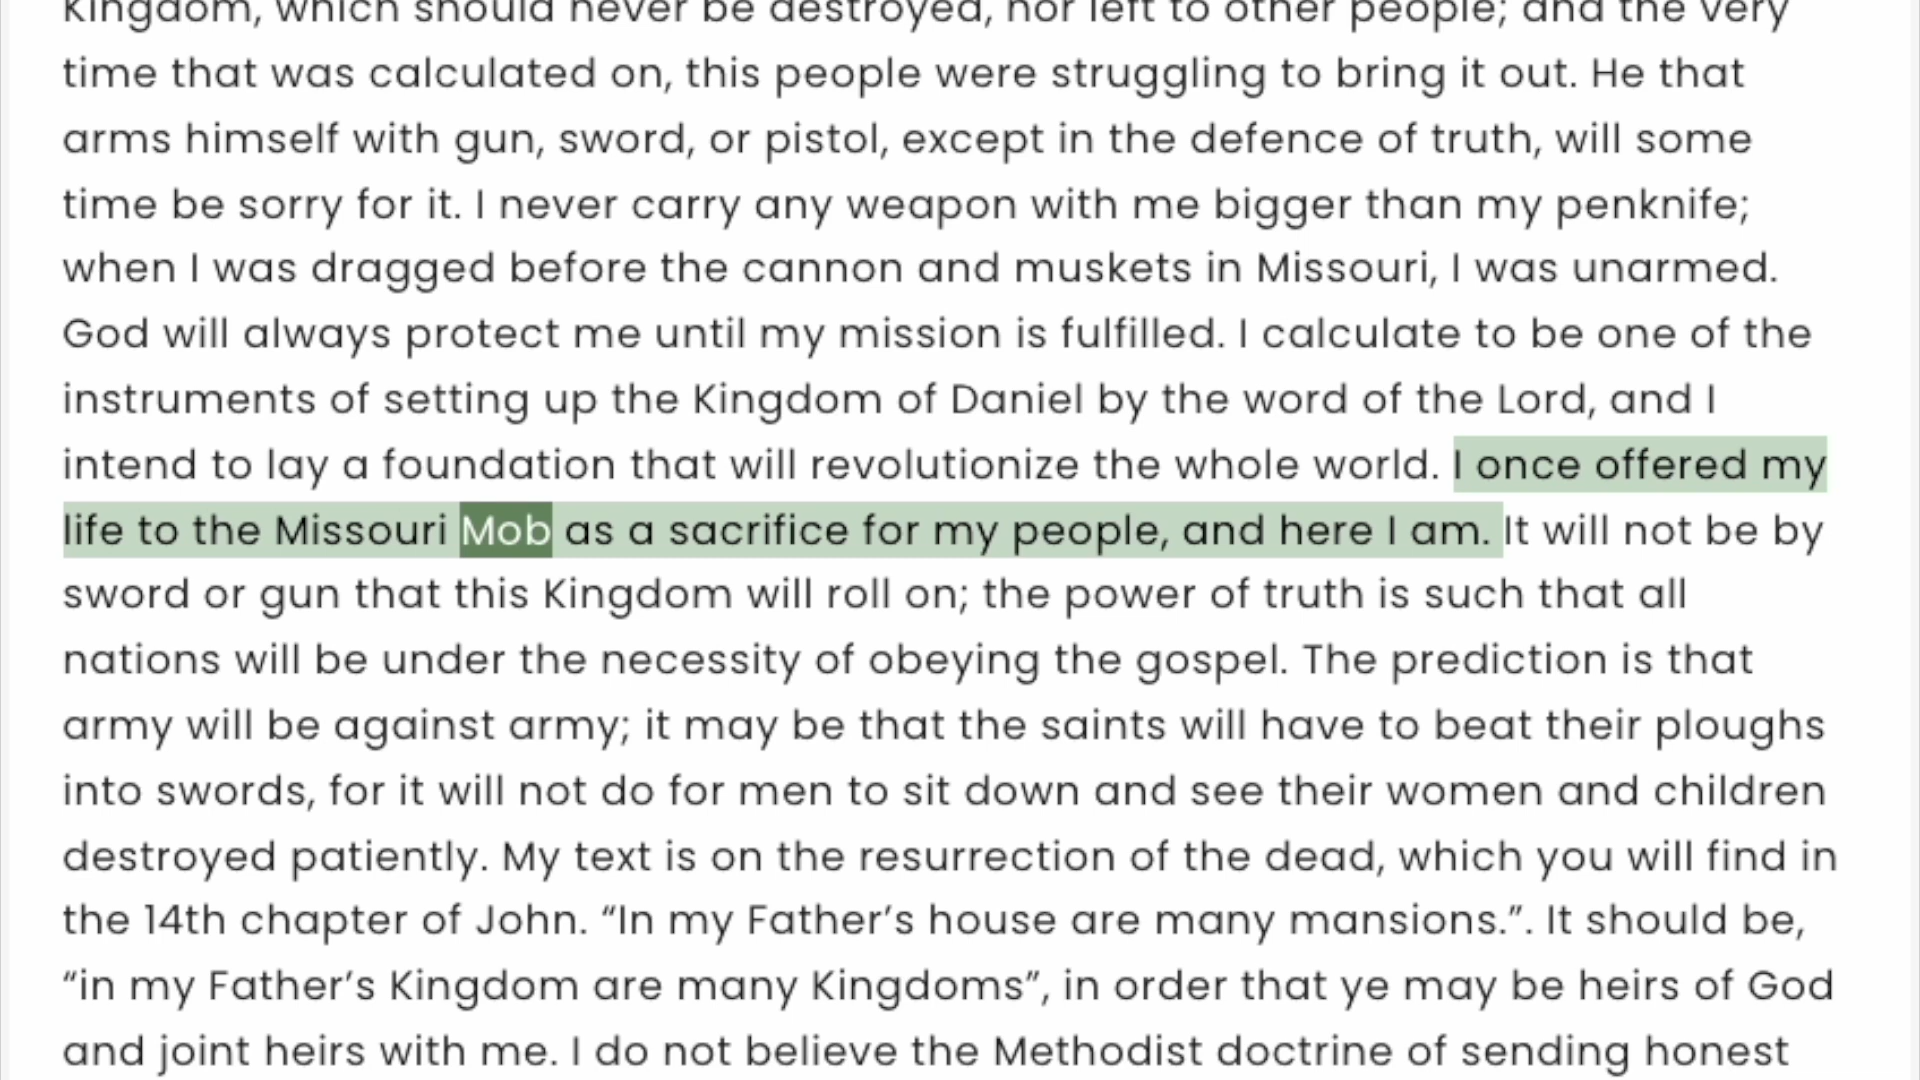 Kingdom, which should never be destroyed, nor left to other people; and the very
time that was calculated on, this people were struggling to bring it out. He that
arms himself with gun, sword, or pistol, except in the defence of truth, will some
time be sorry for it. I never carry any weapon with me bigger than my penknife;
when I was dragged before the cannon and muskets in Missouri, I was unarmed.
God will always protect me until my mission is fulfilled. I calculate to be one of the
instruments of setting up the Kingdom of Daniel by the word of the Lord, and I
intend to lay a foundation that will revolutionize the whole world. I once offered my
life to the Missouri Mob as a sacrifice for my people, and here I am. It will not be by
sword or gun that this Kingdom will roll on; the power of truth is such that all
nations will be under the necessity of obeying the gospel. The prediction is that
army will be against army; it may be that the saints will have to beat their ploughs
into swords, for it will not do for men to sit down and see their women and children
destroyed patiently. My text is on the resurrection of the dead, which you will find in
the 14th chapter of John. “In my Father’s house are many mansions.”. It should be,
“in my Father’s Kingdom are many Kingdoms”, in order that ye may be heirs of God
and joint heirs with me. I do not believe the Methodist doctrine of sending honest